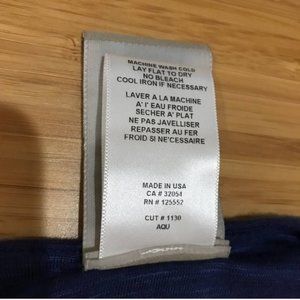 MACHINE WASH COLD
LAY FLAT TO DRY
NO BLEACH
COOL IRON IF NECESSARY
LAVER A LA MACHINE
A' L' EAU FROIDE
SECHER A' PLAT
NE PAS JAVELLISER
REPASSER AU FER
FROID SI NE'CESSAIRE
MADE IN USA
CA # 32054
RN # 125552
CUT # 1130
AQU